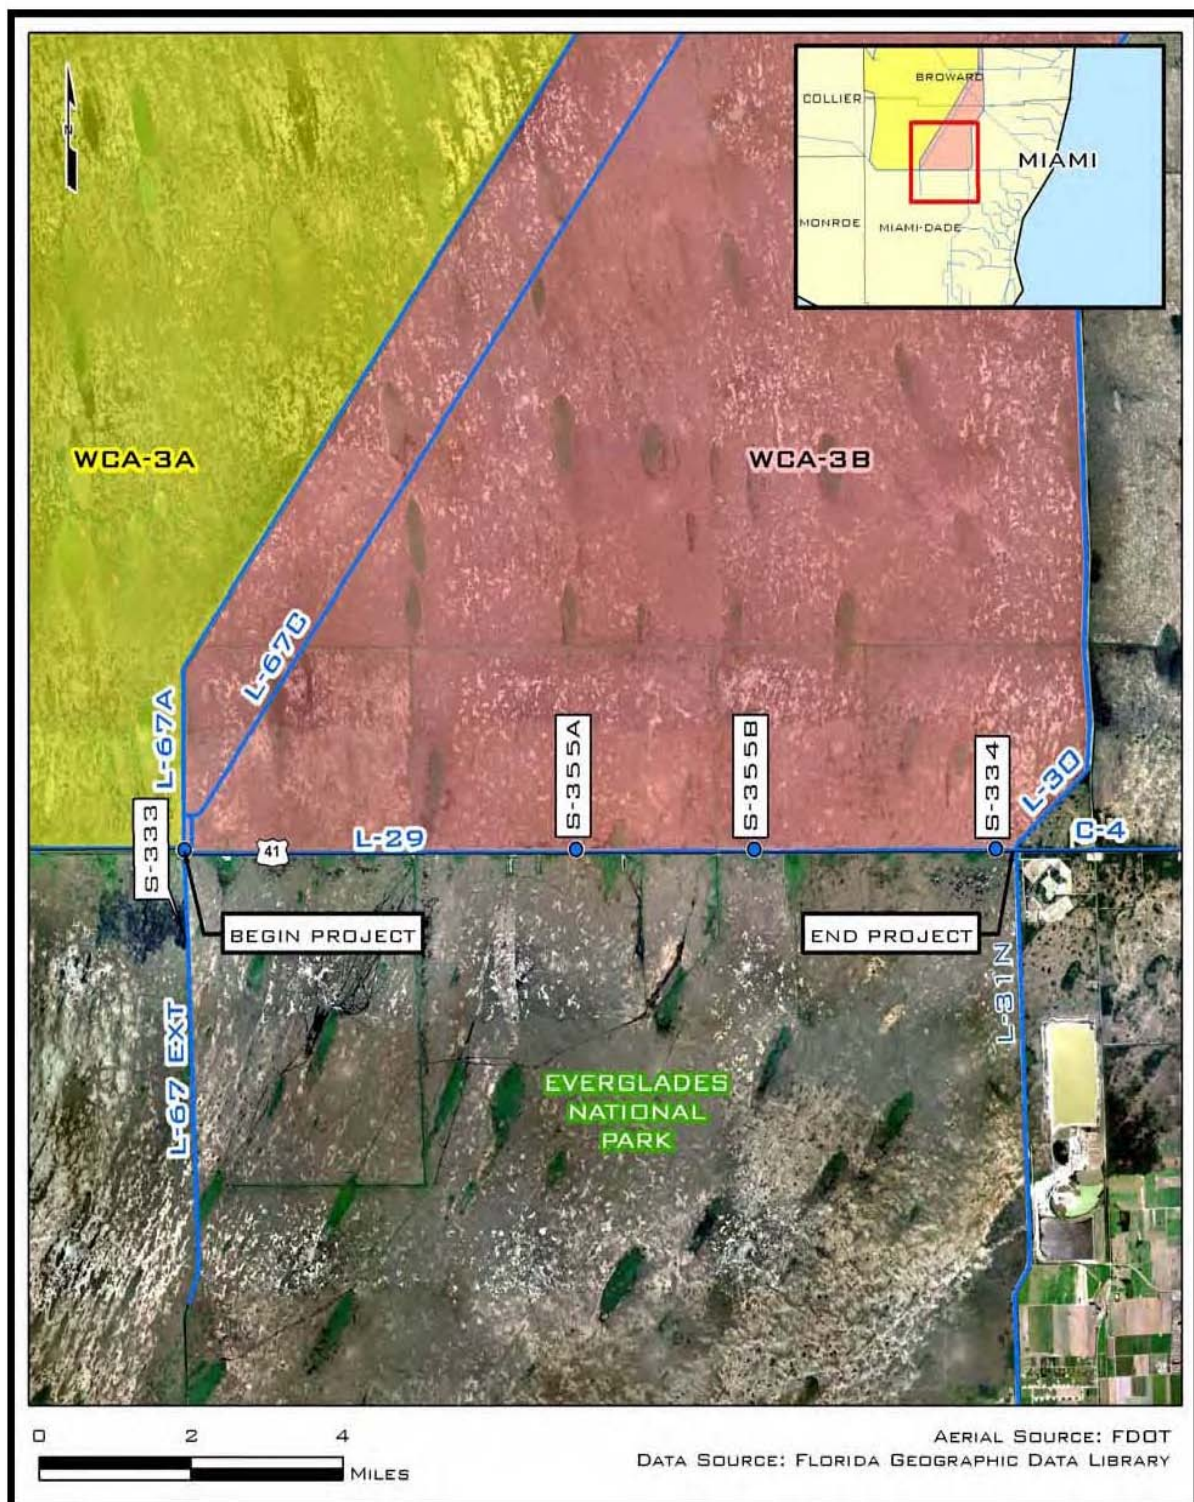 N
BROWARD
COLLIER
MIAMI
MONROE
MIAMI-DADE
WCA-3A
WCA-3B
L-67C
L-67A
S-355A
S-355B
S-334
L-30
S-333
41
L-29
C-4
BEGIN PROJECT
END PROJECT
L-31N
L-67 EXT
EVERGLADES
NATIONAL
PARK
0 2 4
MILES
AERIAL SOURCE: FDOT
DATA SOURCE: FLORIDA GEOGRAPHIC DATA LIBRARY